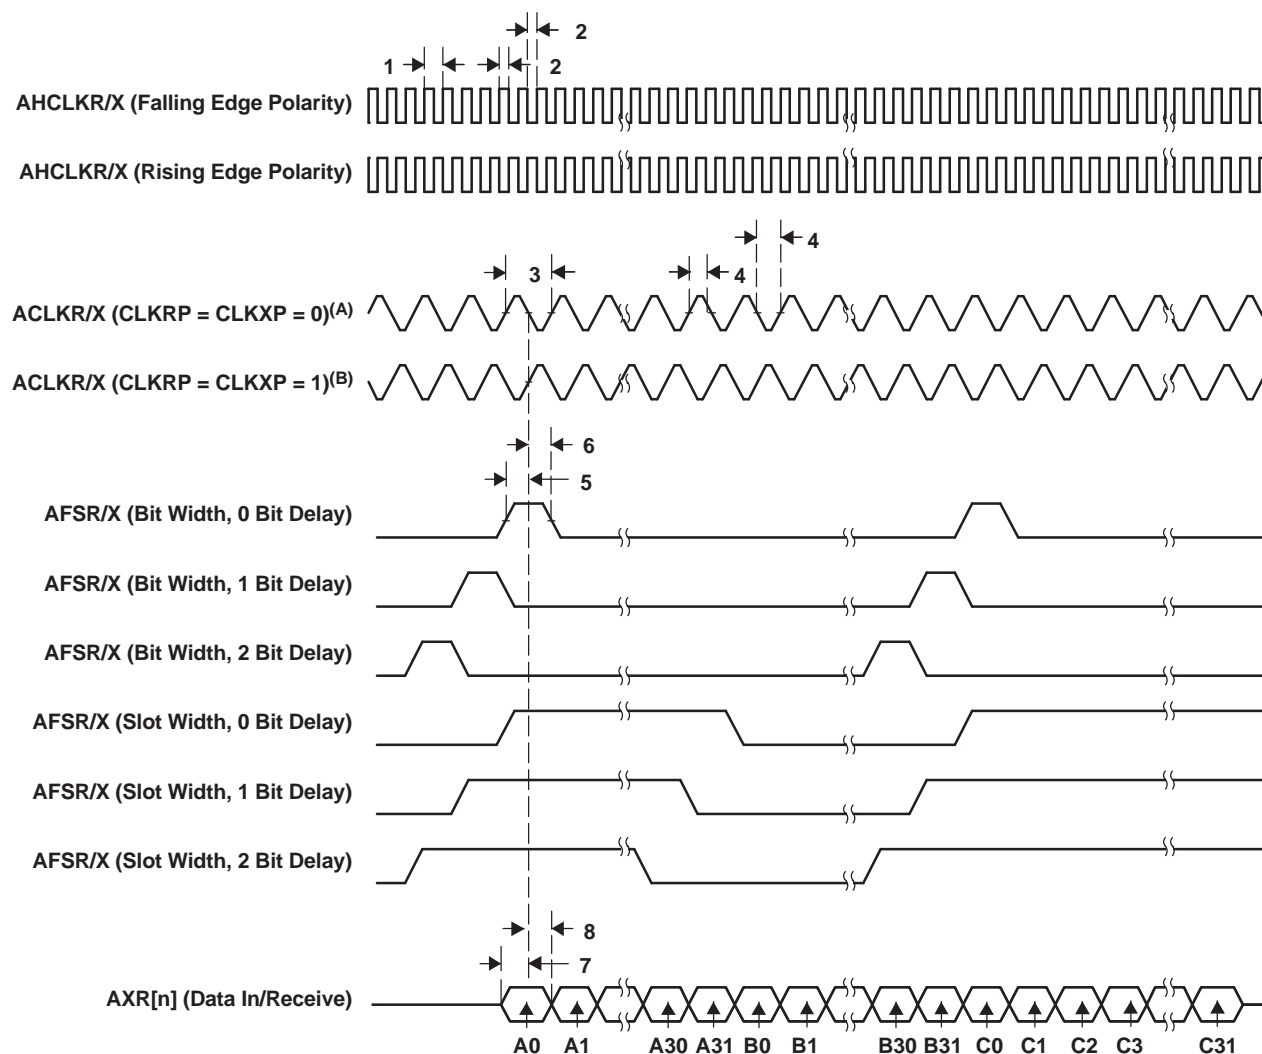 2
1
2
AHCLKR/X (Falling Edge Polarity)
AHCLKR/X (Rising Edge Polarity)
4
3
4
ACLKR/X (CLKRP = CLKXP = 0)(A)
ACLKR/X (CLKRP = CLKXP = 1)(B)
6
5
AFSR/X (Bit Width, 0 Bit Delay)
AFSR/X (Bit Width, 1 Bit Delay)
AFSR/X (Bit Width, 2 Bit Delay)
AFSR/X (Slot Width, 0 Bit Delay)
AFSR/X (Slot Width, 1 Bit Delay)
AFSR/X (Slot Width, 2 Bit Delay)
8
7
AXR[n] (Data In/Receive)
A0 A1 A30 A31 B0 B1 B30 B31 C0 C1 C2 C3 C31